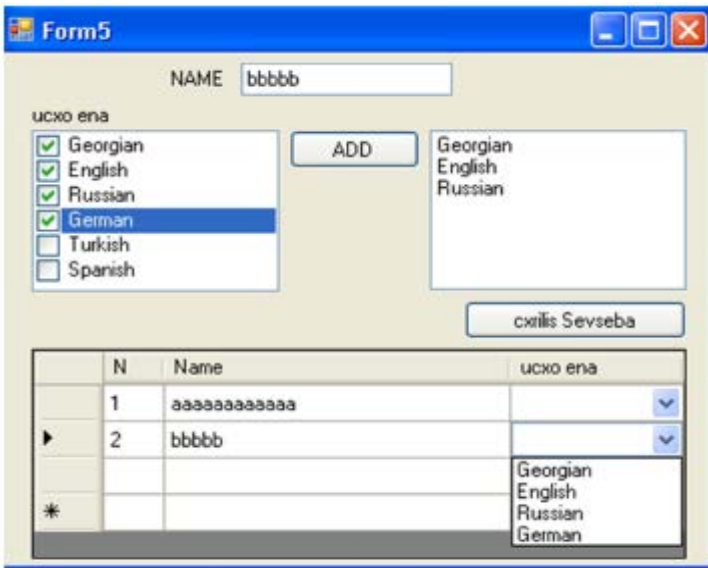 Form5
NAME bbbbb
ucxo ena
Georgian
English
Russian
German
Turkish
Spanish
ADD
Georgian
English
Russian
cxrilis Sevseba
N Name ucxo ena
1 aaaaaaaaaaaa
2 bbbbb
Georgian
English
Russian
German